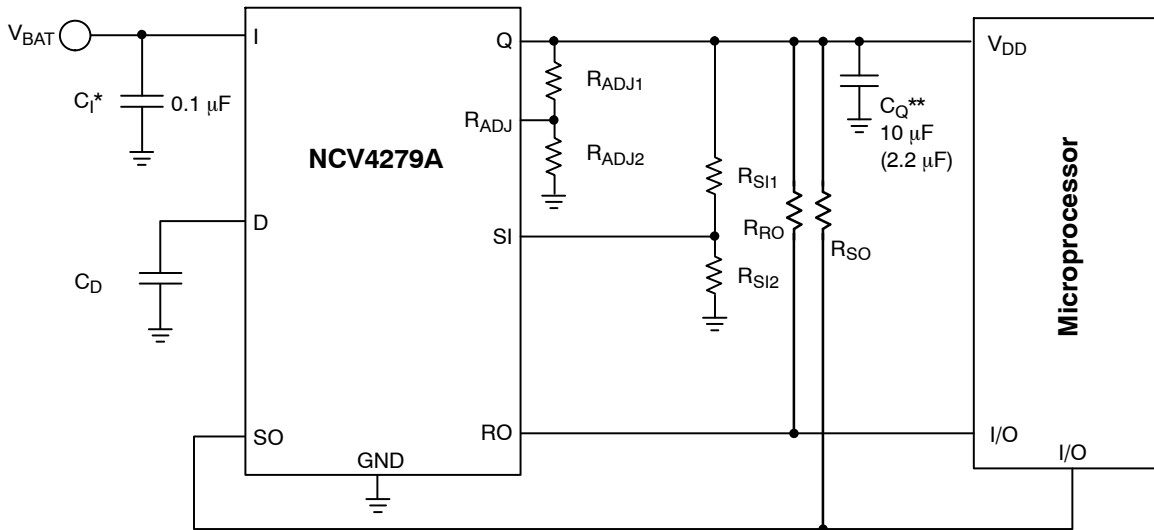 V_BAT
I
Q
V_DD
C_I*
0.1 μF
R_ADJ1
R_ADJ
R_ADJ2
C_Q**
10 μF
(2.2 μF)
NCV4279A
R_SI1
D
SI
R_RO
R_SO
C_D
R_SI2
Microprocessor
SO
RO
I/O
GND
I/O